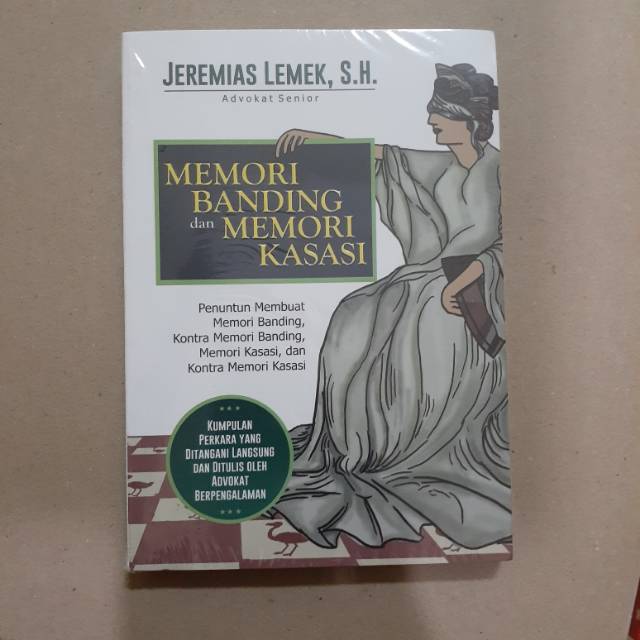 JEREMIAS LEMEK, S.H.
Advokat Senior
MEMORI
BANDING
dan MEMORI
KASASI
Penuntun Membuat
Memori Banding,
Kontra Memori Banding,
Memori Kasasi, dan
Kontra Memori Kasasi
KUMPULAN
PERKARA YANG
DITANGANI LANGSUNG
DAN DITULIS OLEH
ADVOKAT
BERPENGALAMAN